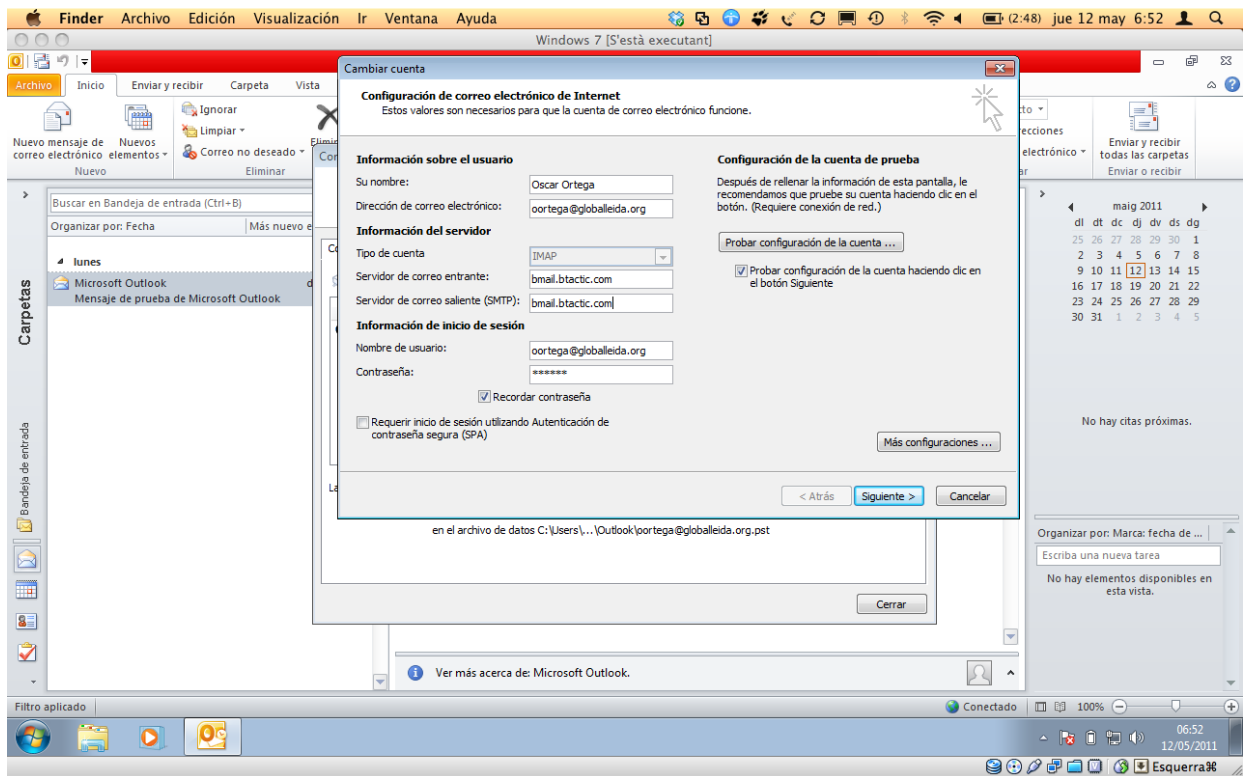 Finder Archivo Edición Visualización Ir Ventana Ayuda (2:48) jue 12 may 6:52
Windows 7 [S'està executant]
Archivo Inicio Enviar y recibir Carpeta Vista
Nuevo mensaje de correo electrónico
Nuevos elementos
Ignorar
Limpiar
Correo no deseado
Nuevo
Eliminar
recciones
electrónico
Enviar y recibir
todas las carpetas
Enviar o recibir
Buscar en Bandeja de entrada (Ctrl+B)
Organizar por: Fecha Más nuevo e
lunes
Microsoft Outlook
Mensaje de prueba de Microsoft Outlook
Carpetas
Bandeja de entrada
Cambiar cuenta
Configuración de correo electrónico de Internet
Estos valores son necesarios para que la cuenta de correo electrónico funcione.
Información sobre el usuario
Su nombre: Oscar Ortega
Dirección de correo electrónico: oortega@globalleida.org
Información del servidor
Tipo de cuenta IMAP
Servidor de correo entrante: bmail.btactic.com
Servidor de correo saliente (SMTP): bmail.btactic.com
Información de inicio de sesión
Nombre de usuario: oortega@globalleida.org
Contraseña: ******
Recordar contraseña
Requerir inicio de sesión utilizando Autenticación de
contraseña segura (SPA)
Configuración de la cuenta de prueba
Después de rellenar la información de esta pantalla, le
recomendamos que pruebe su cuenta haciendo clic en el
botón. (Requiere conexión de red.)
Probar configuración de la cuenta ...
Probar configuración de la cuenta haciendo clic en
el botón Siguiente
Más configuraciones ...
< Atrás Siguiente > Cancelar
en el archivo de datos C:\Users\...\Outlook\oortega@globalleida.org.pst
Cerrar
Ver más acerca de: Microsoft Outlook.
maig 2011
dl dt dc dj dv ds dg
25 26 27 28 29 30 1
2 3 4 5 6 7 8
9 10 11 12 13 14 15
16 17 18 19 20 21 22
23 24 25 26 27 28 29
30 31 1 2 3 4 5
No hay citas próximas.
Organizar por: Marca: fecha de ...
Escriba una nueva tarea
No hay elementos disponibles en
esta vista.
Filtro aplicado Conectado 100%
06:52
12/05/2011
Esquerra⌘